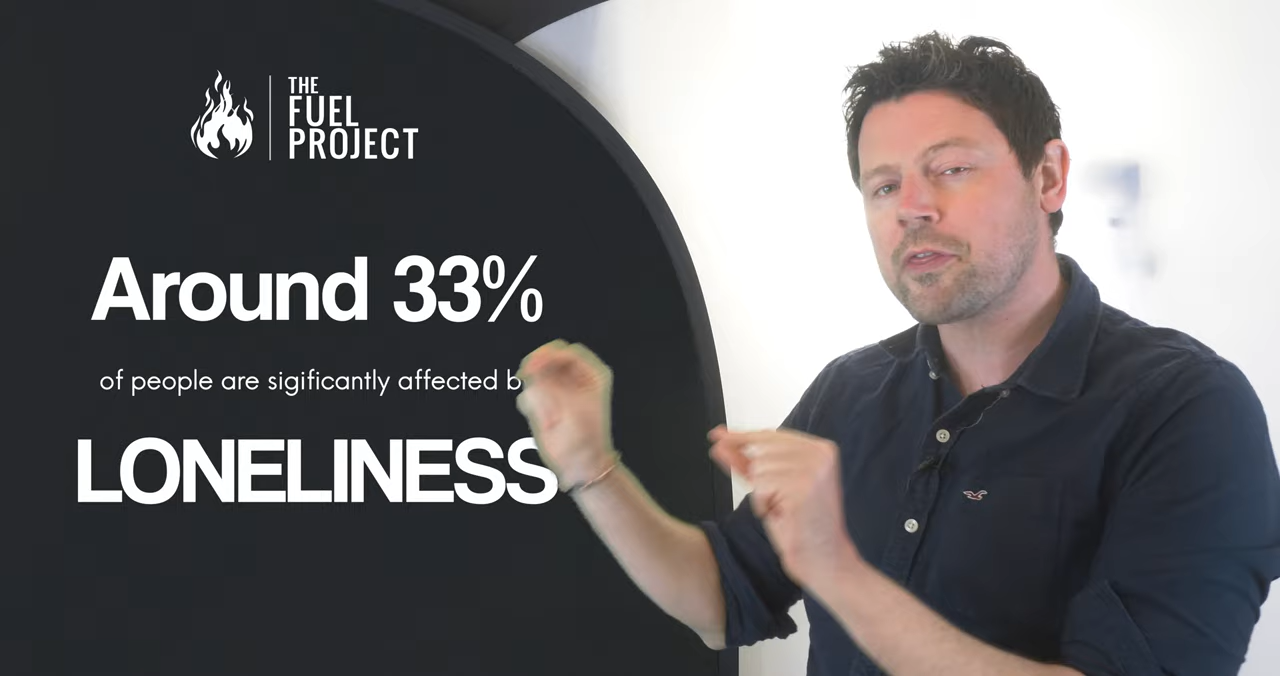 THE
FUEL
PROJECT
Around 33%
of people are sigificantly affected b
LONELINESS